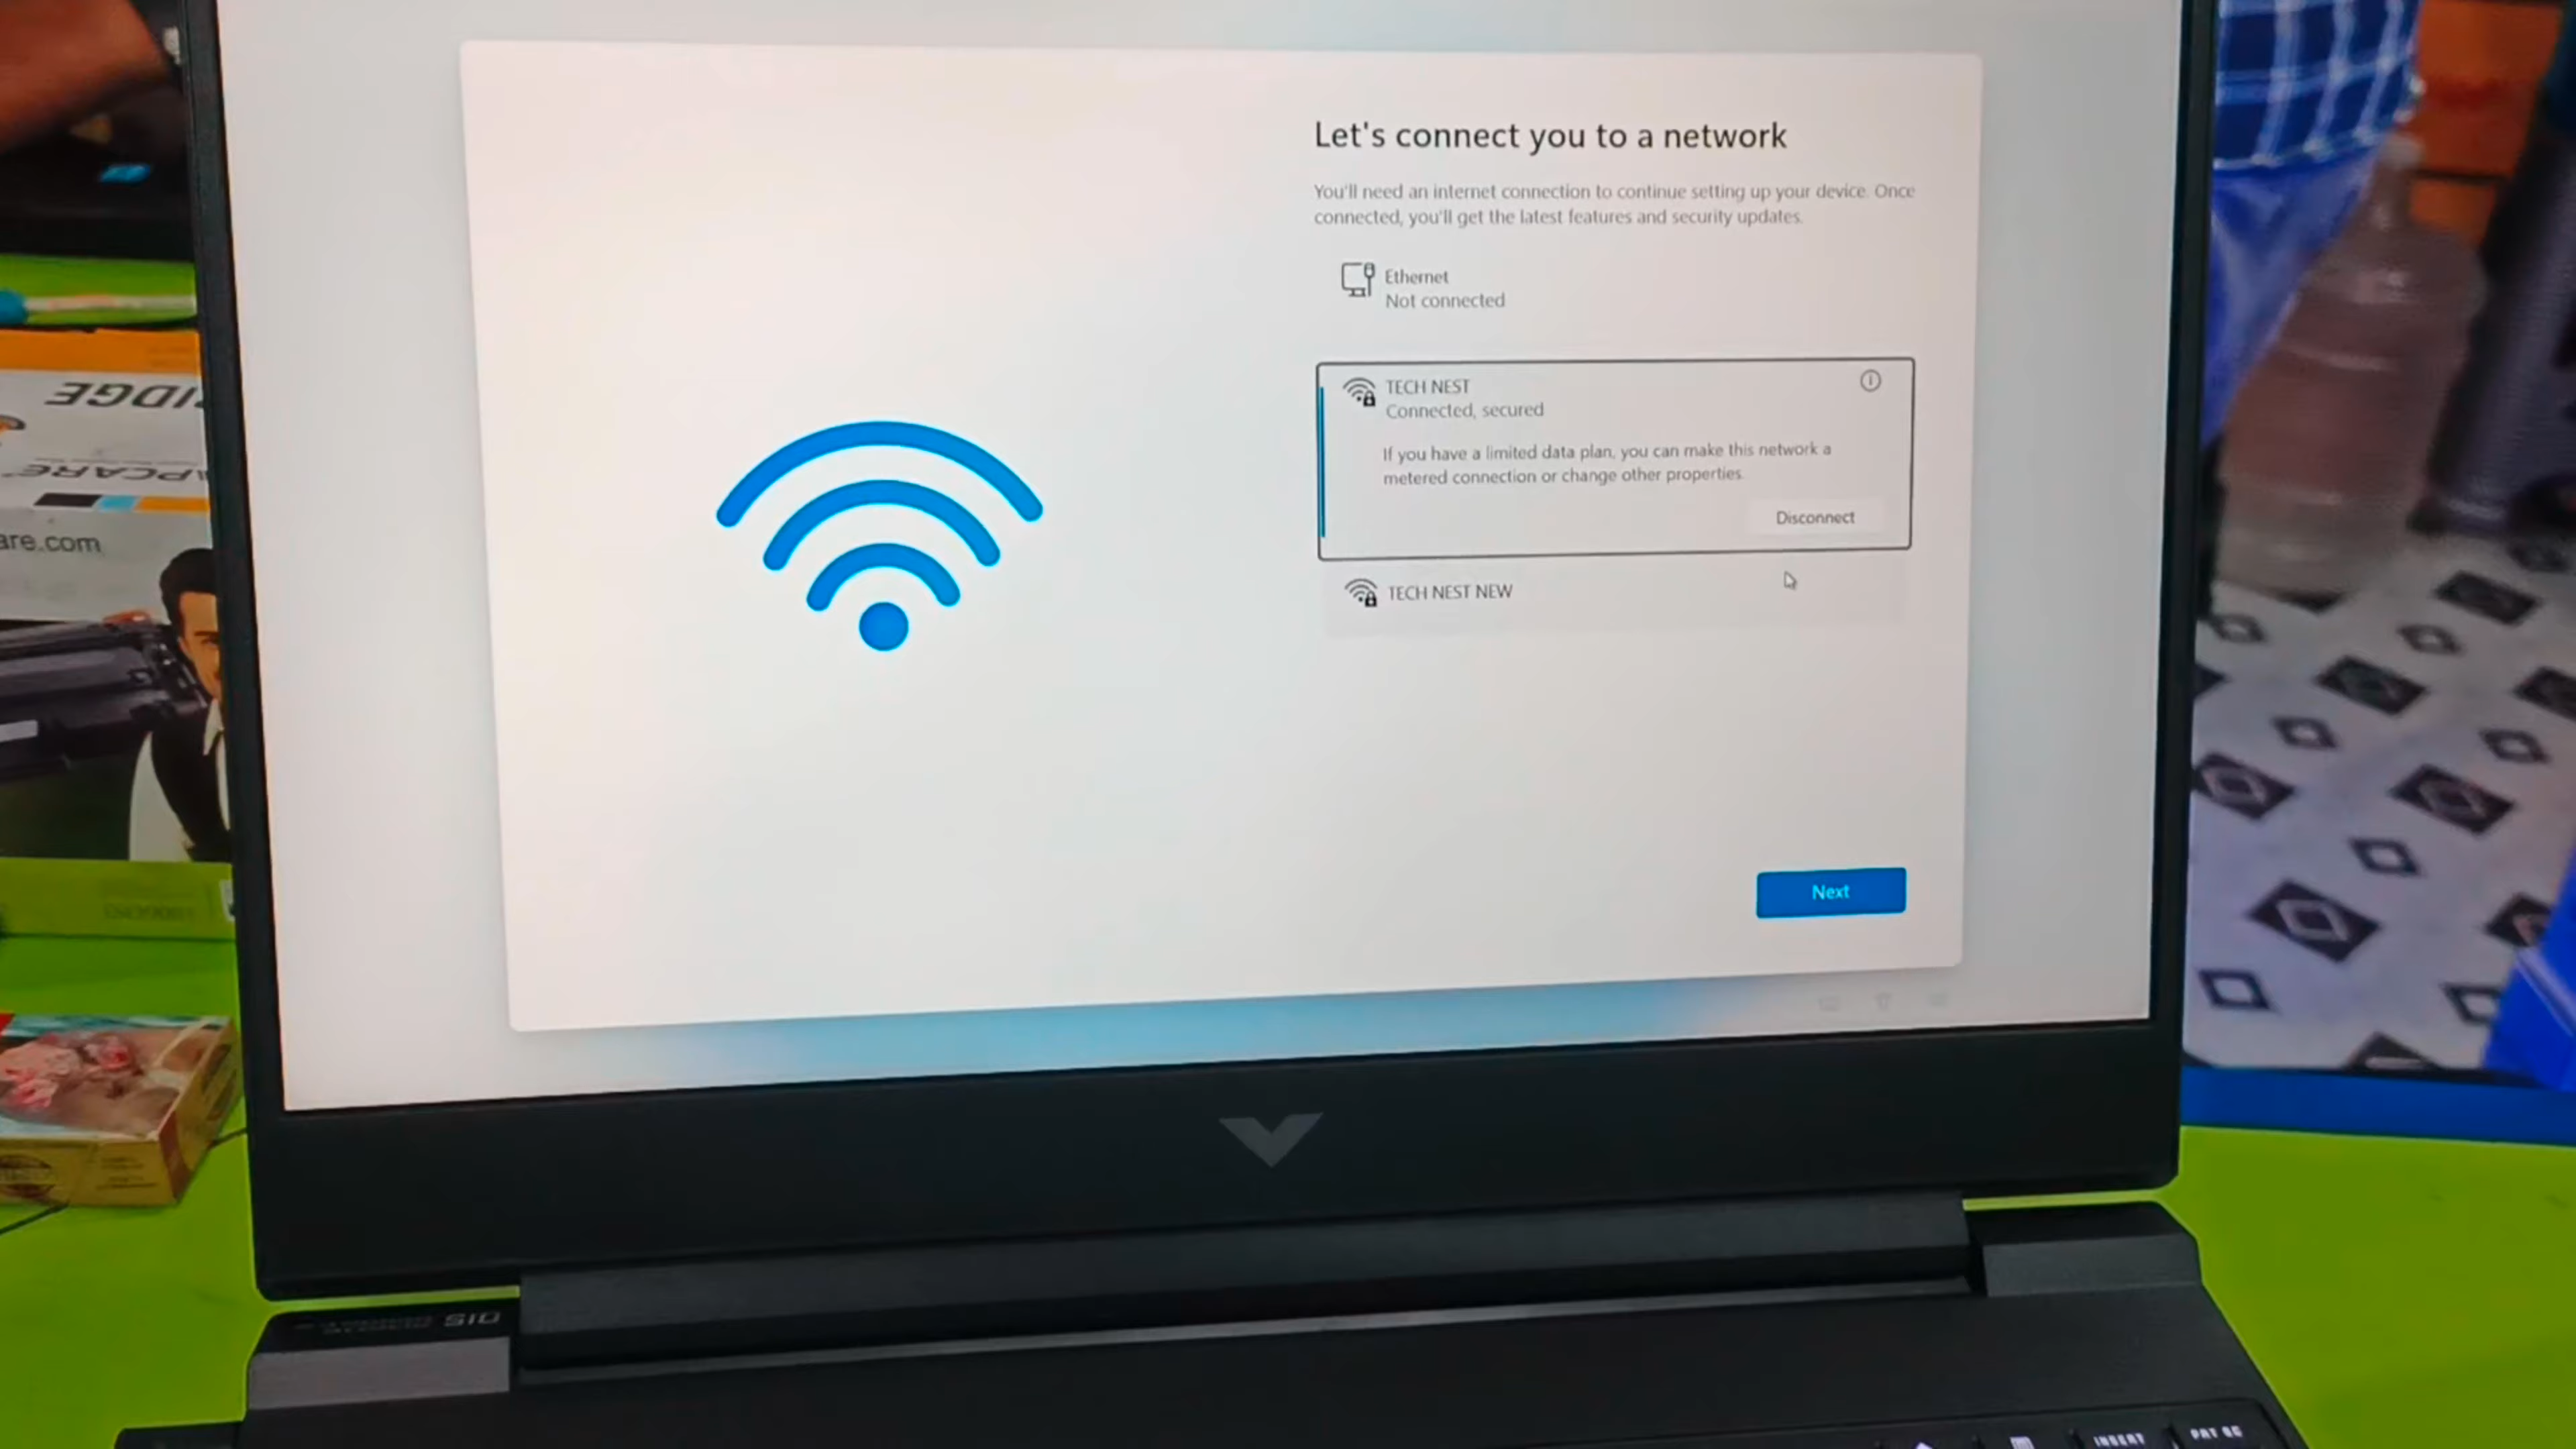 Let's connect you to a network
You'll need an internet connection to continue setting up your device. Once
connected, you'll get the latest features and security updates.
Ethernet
Not connected
TECH NEST
Connected, secured
If you have a limited data plan, you can make this network a
metered connection or change other properties.
Disconnect
TECH NEST NEW
Next
IDGE
PCARE
are.com
INSERT